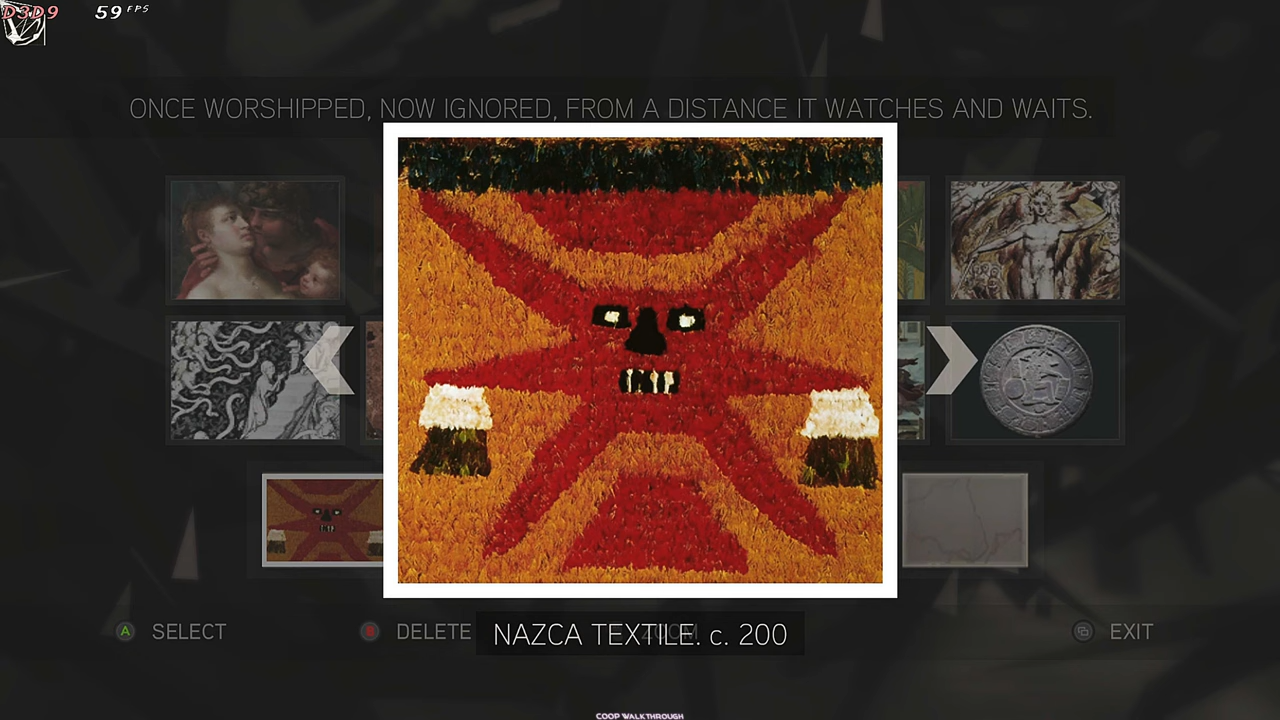 D3D9 59 FPS
ONCE WORSHIPPED, NOW IGNORED, FROM A DISTANCE IT WATCHES AND WAITS.
A SELECT B DELETE NAZCA TEXTILE. c. 200 EXIT
COOP WALKTHROUGH